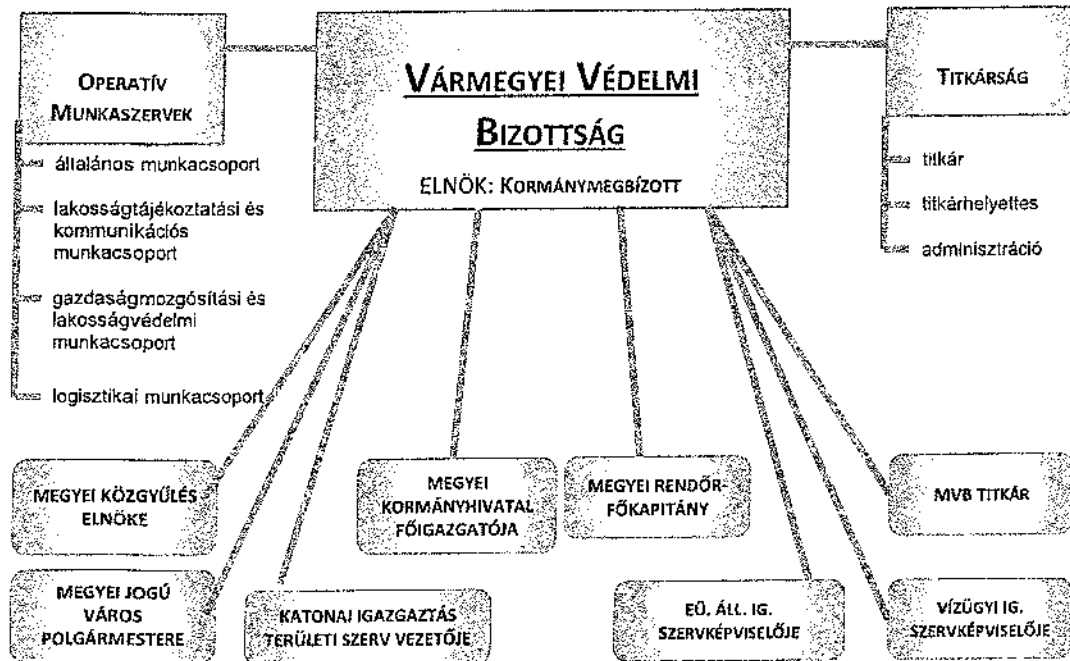 OPERATÍV
MUNKASZERVEK
általános munkacsoport
lakosságtájékoztatási és
kommunikációs
munkacsoport
gazdaságmozgósítási és
lakosságvédelmi
munkacsoport
logisztikai munkacsoport
VÁRMEGYEI VÉDELMI
BIZOTTSÁG
ELNÖK: KORMÁNYMEGBÍZOTT
TITKÁRSÁG
titkár
titkárhelyettes
adminisztráció
MEGYEI KÖZGYŰLÉS
ELNÖKE
MEGYEI
KORMÁNYHIVATAL
FŐIGAZGATÓJA
MEGYEI RENDŐR-
FŐKAPITÁNY
MVB TITKÁR
MEGYEI JOGÚ
VÁROS
POLGÁRMESTERE
KATONAI IGAZGAZTÁS
TERÜLETI SZERV VEZETŐJE
EÜ. ÁLL. IG.
SZERVKÉPVISELŐJE
VÍZÜGYI IG.
SZERVKÉPVISELŐJE